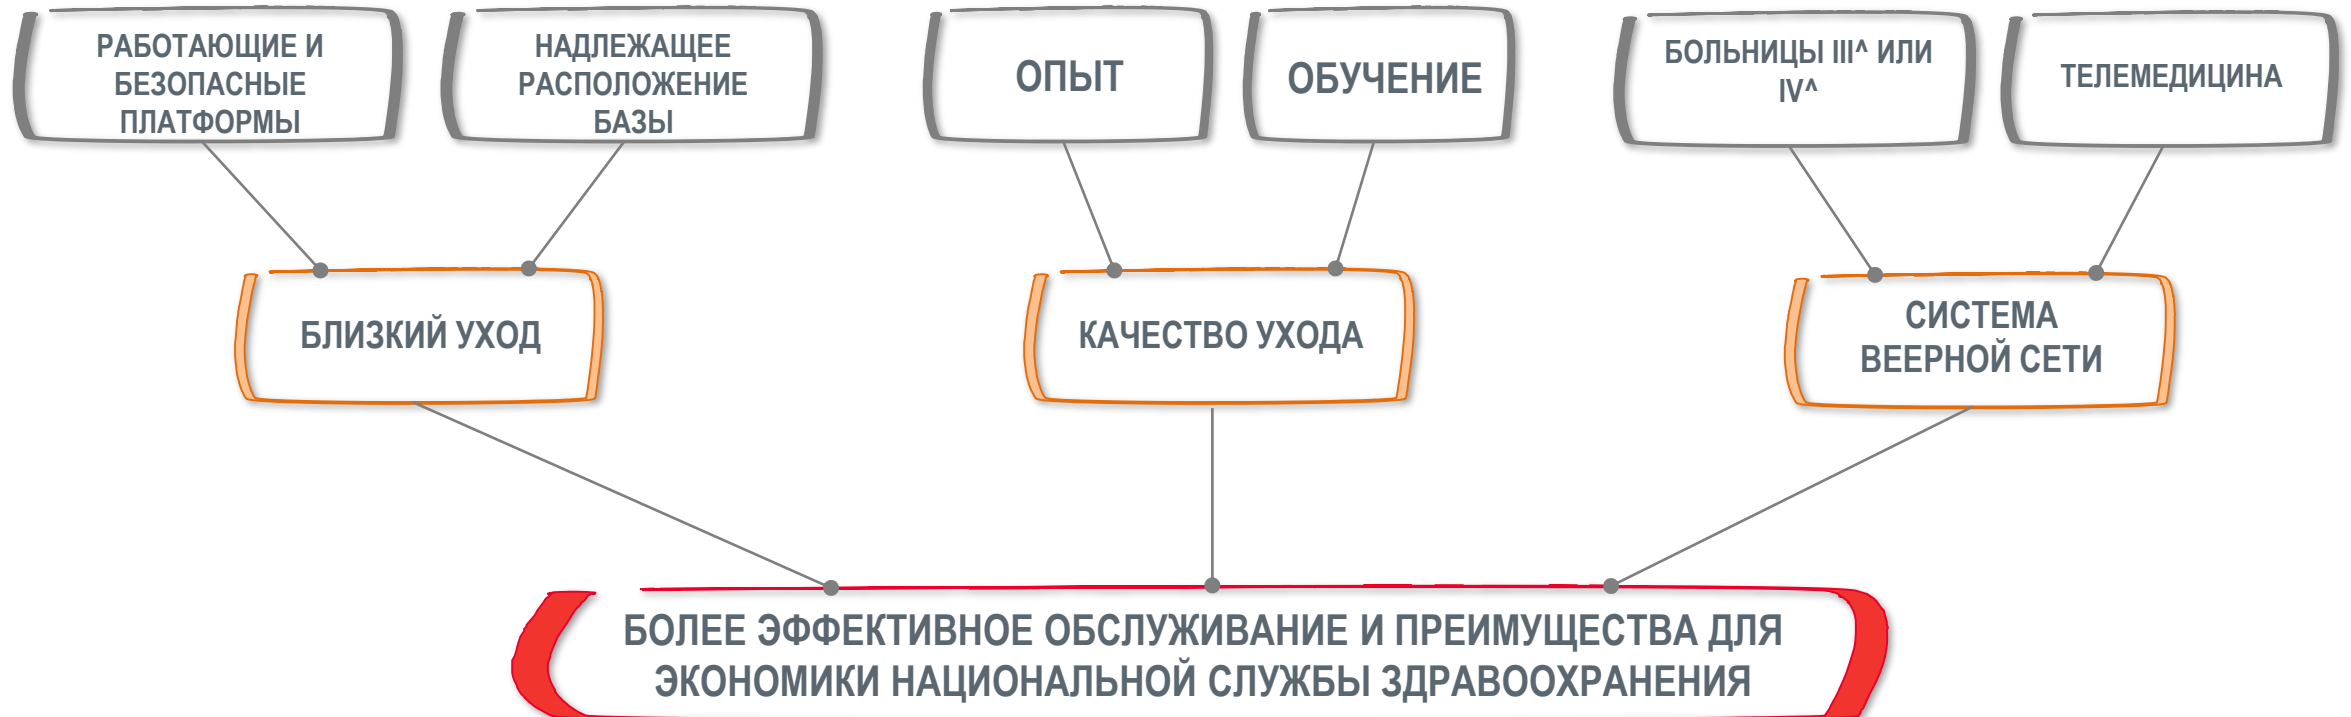 РАБОТАЮЩИЕ И
БЕЗОПАСНЫЕ
ПЛАТФОРМЫ
НАДЛЕЖАЩЕЕ
РАСПОЛОЖЕНИЕ
БАЗЫ
ОПЫТ
ОБУЧЕНИЕ
БОЛЬНИЦЫ III^ ИЛИ
IV^
ТЕЛЕМЕДИЦИНА
БЛИЗКИЙ УХОД
КАЧЕСТВО УХОДА
СИСТЕМА
ВЕЕРНОЙ СЕТИ
БОЛЕЕ ЭФФЕКТИВНОЕ ОБСЛУЖИВАНИЕ И ПРЕИМУЩЕСТВА ДЛЯ
ЭКОНОМИКИ НАЦИОНАЛЬНОЙ СЛУЖБЫ ЗДРАВООХРАНЕНИЯ